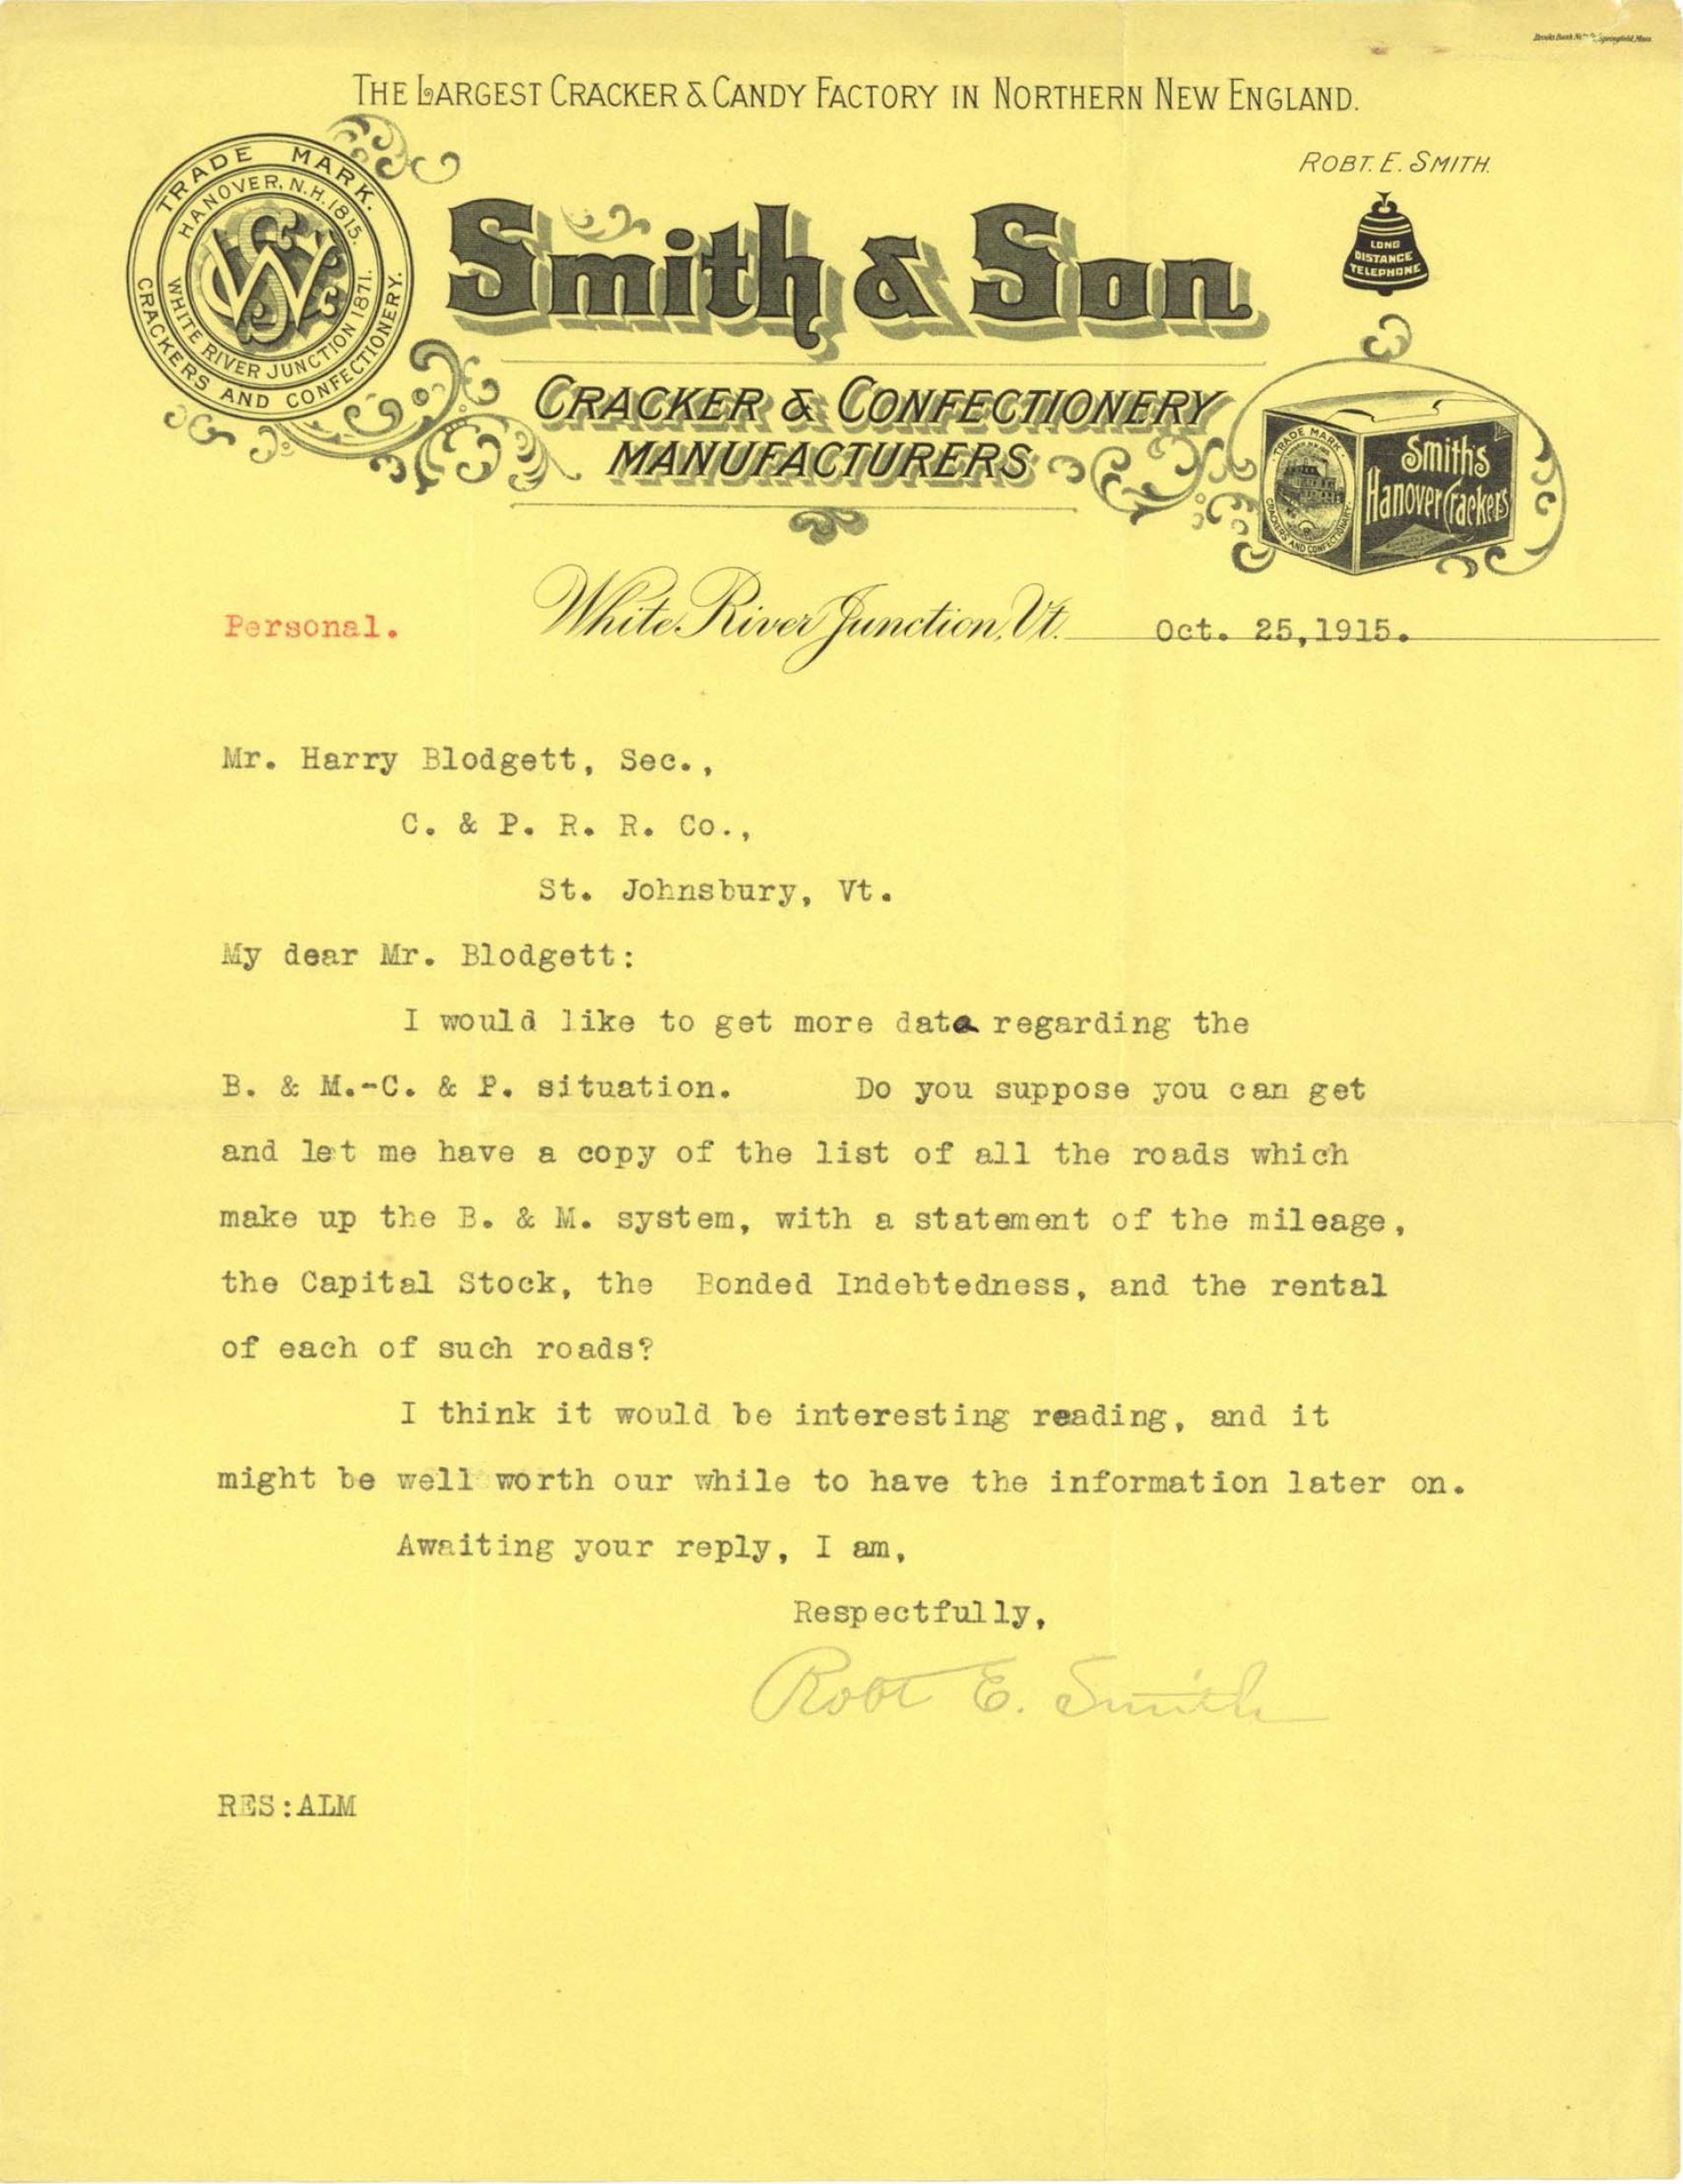 THE LARGEST CRACKER & CANDY FACTORY IN NORTHERN NEW ENGLAND.
ROBT. E. SMITH.
TRADE MARK.
HANOVER, N.H. 1815.
WHITE RIVER JUNCTION 1871.
CRACKERS AND CONFECTIONERY.
Smith & Son
LONG
DISTANCE
TELEPHONE
CRACKER & CONFECTIONERY
MANUFACTURERS
TRADE MARK
CRACKERS AND CONFECTIONERY
Smith's
Hanover Crackers
Personal.
White River Junction, Vt. Oct. 25,1915.
Mr. Harry Blodgett, Sec.,
C. & P. R. R. Co.,
St. Johnsbury, Vt.
My dear Mr. Blodgett:
I would like to get more data regarding the
B. & M.-C. & P. situation. Do you suppose you can get
and let me have a copy of the list of all the roads which
make up the B. & M. system, with a statement of the mileage,
the Capital Stock, the Bonded Indebtedness, and the rental
of each of such roads?
I think it would be interesting reading, and it
might be well worth our while to have the information later on.
Awaiting your reply, I am,
Respectfully,
Robt E. Smith
RES:ALM